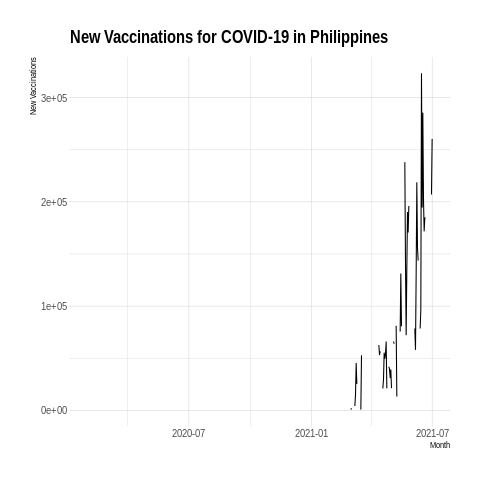 New Vaccinations for COVID-19 in Philippines
New Vaccinations
3e+05
2e+05
1e+05
0e+00
2020-07
2021-01
2021-07
Month